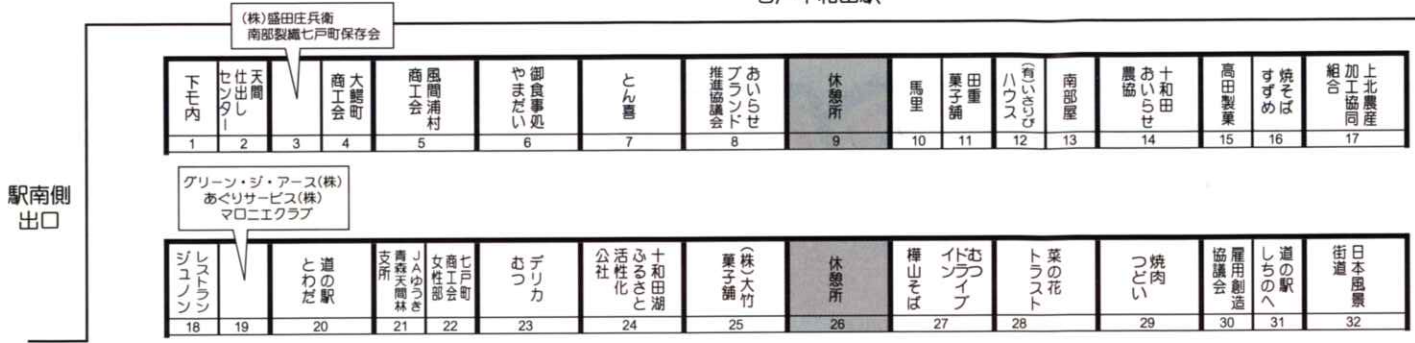 (株)盛田庄兵衛
南部裂織七戸町保存会
下モ内
1
天間
仕出し
センター
2
3
大鰐町
商工会
4
風間浦村
商工会
5
御食事処
やまだい
6
とん喜
7
おいらせ
ブランド
推進協議会
8
休憩所
9
馬里
10
田重
菓子舗
11
(有)いさりび
ハウス
12
南部屋
13
十和田
おいらせ
農協
14
高田製菓
15
焼そば
すずめ
16
上北農産
加工協同
組合
17
駅南側
出口
グリーン・ジ・アース(株)
あぐりサービス(株)
マロニエクラブ
レストラン
ジュノン
18
19
道の駅
とわだ
20
JAゆうき
青森天間林
支所
21
七戸町
商工会
女性部
22
デリカ
むつ
23
十和田湖
ふるさと
活性化
公社
24
(株)大竹
菓子舗
25
休憩所
26
むつ
ドライブ
イン
樺山そば
27
菜の花
トラスト
28
焼肉
つどい
29
雇用創造
協議会
30
道の駅
しちのへ
31
日本風景
街道
32